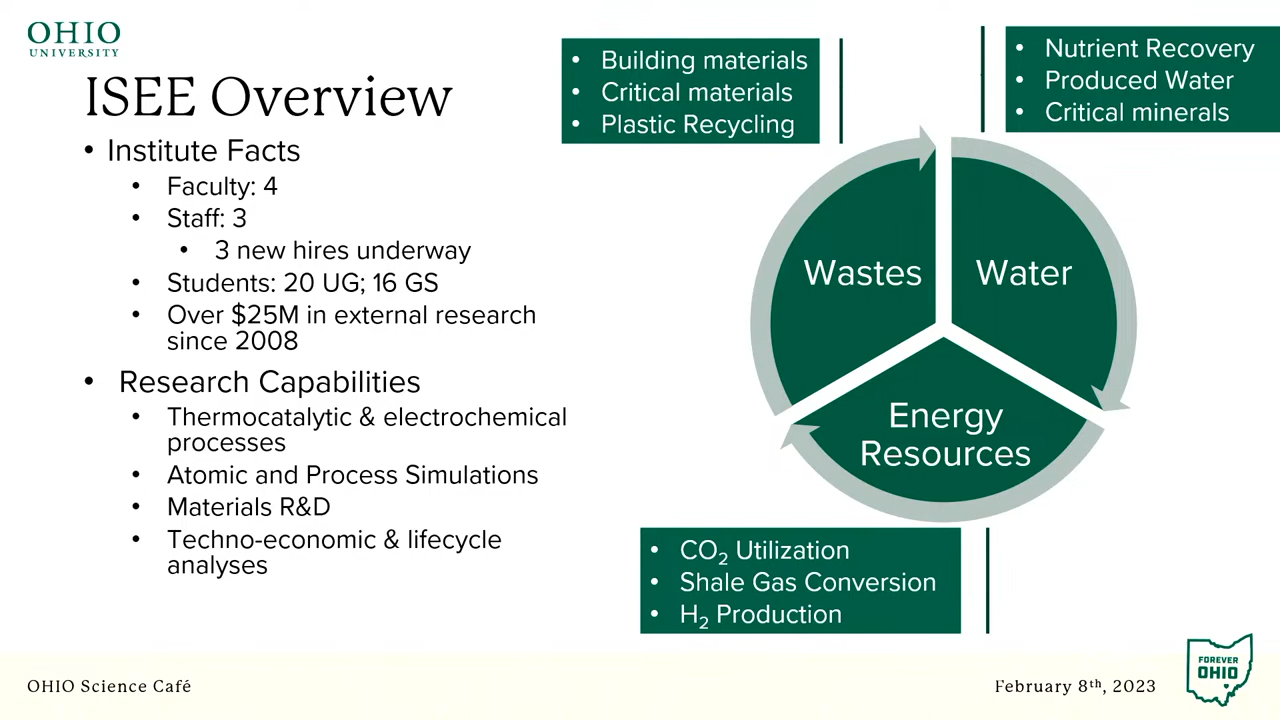 OHIO
UNIVERSITY
ISEE Overview
• Institute Facts
• Faculty: 4
• Staff: 3
• 3 new hires underway
• Students: 20 UG; 16 GS
• Over $25M in external research
since 2008
• Research Capabilities
• Thermocatalytic & electrochemical
processes
• Atomic and Process Simulations
• Materials R&D
• Techno-economic & lifecycle
analyses
• Building materials
• Critical materials
• Plastic Recycling
• Nutrient Recovery
• Produced Water
• Critical minerals
Wastes
Water
Energy
Resources
• CO₂ Utilization
• Shale Gas Conversion
• H₂ Production
OHIO Science Café
February 8ᵗʰ, 2023
FOREVER
OHIO